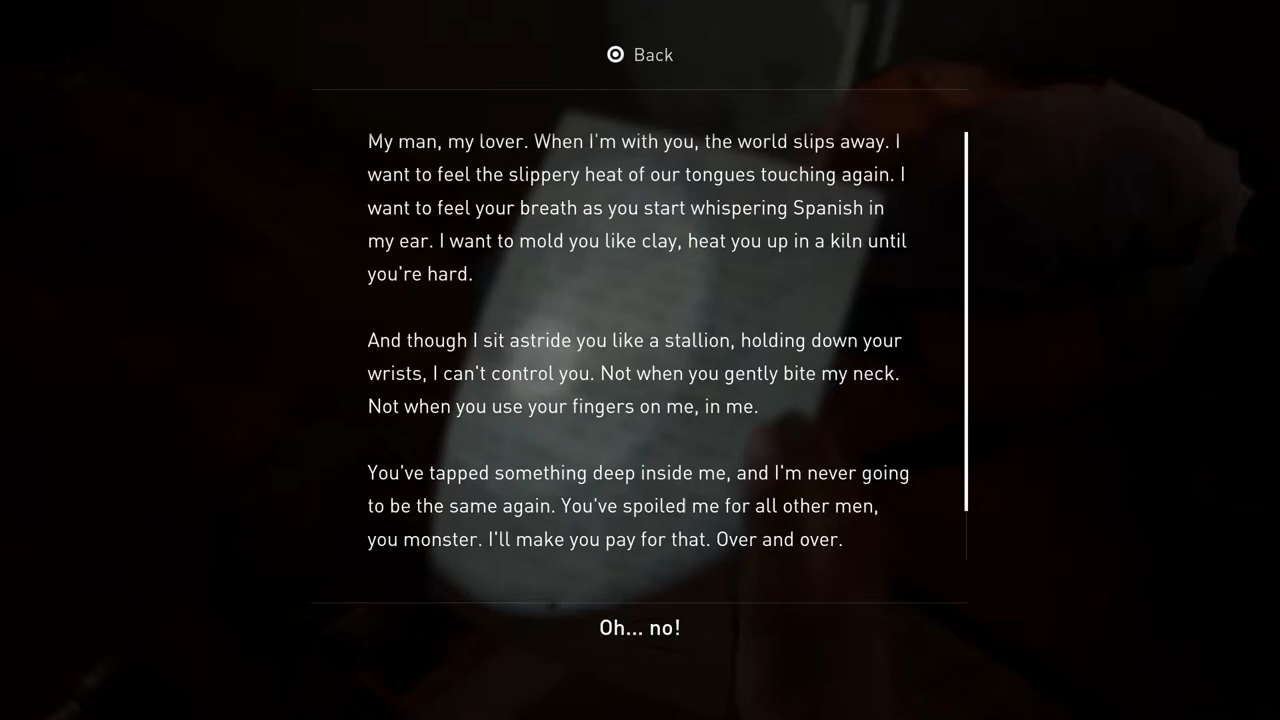 Back
My man, my lover. When I'm with you, the world slips away. I
want to feel the slippery heat of our tongues touching again. I
want to feel your breath as you start whispering Spanish in
my ear. I want to mold you like clay, heat you up in a kiln until
you're hard.
And though I sit astride you like a stallion, holding down your
wrists, I can't control you. Not when you gently bite my neck.
Not when you use your fingers on me, in me.
You've tapped something deep inside me, and I'm never going
to be the same again. You've spoiled me for all other men,
you monster. I'll make you pay for that. Over and over.
Oh... no!